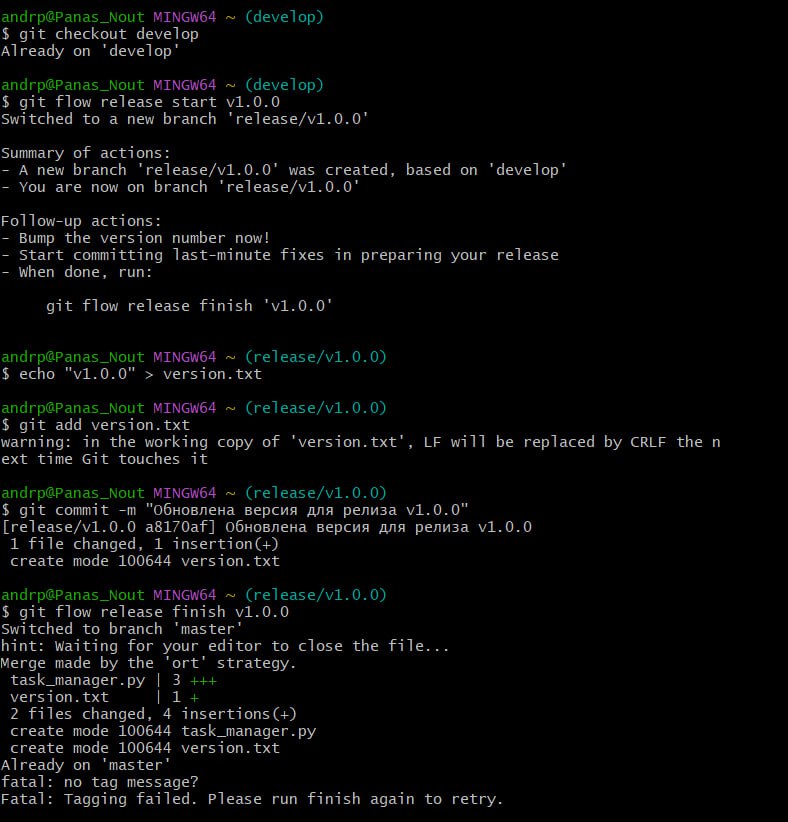 andrp@Panas_Nout MINGW64 ~ (develop)
$ git checkout develop
Already on 'develop'
andrp@Panas_Nout MINGW64 ~ (develop)
$ git flow release start v1.0.0
Switched to a new branch 'release/v1.0.0'
Summary of actions:
- A new branch 'release/v1.0.0' was created, based on 'develop'
- You are now on branch 'release/v1.0.0'
Follow-up actions:
- Bump the version number now!
- Start committing last-minute fixes in preparing your release
- When done, run:
git flow release finish 'v1.0.0'
andrp@Panas_Nout MINGW64 ~ (release/v1.0.0)
$ echo "v1.0.0" > version.txt
andrp@Panas_Nout MINGW64 ~ (release/v1.0.0)
$ git add version.txt
warning: in the working copy of 'version.txt', LF will be replaced by CRLF the n
ext time Git touches it
andrp@Panas_Nout MINGW64 ~ (release/v1.0.0)
$ git commit -m "Обновлена версия для релиза v1.0.0"
[release/v1.0.0 a8170af] Обновлена версия для релиза v1.0.0
1 file changed, 1 insertion(+)
create mode 100644 version.txt
andrp@Panas_Nout MINGW64 ~ (release/v1.0.0)
$ git flow release finish v1.0.0
Switched to branch 'master'
hint: Waiting for your editor to close the file...
Merge made by the 'ort' strategy.
task_manager.py | 3 +++
version.txt     | 1 +
2 files changed, 4 insertions(+)
create mode 100644 task_manager.py
create mode 100644 version.txt
Already on 'master'
fatal: no tag message?
Fatal: Tagging failed. Please run finish again to retry.